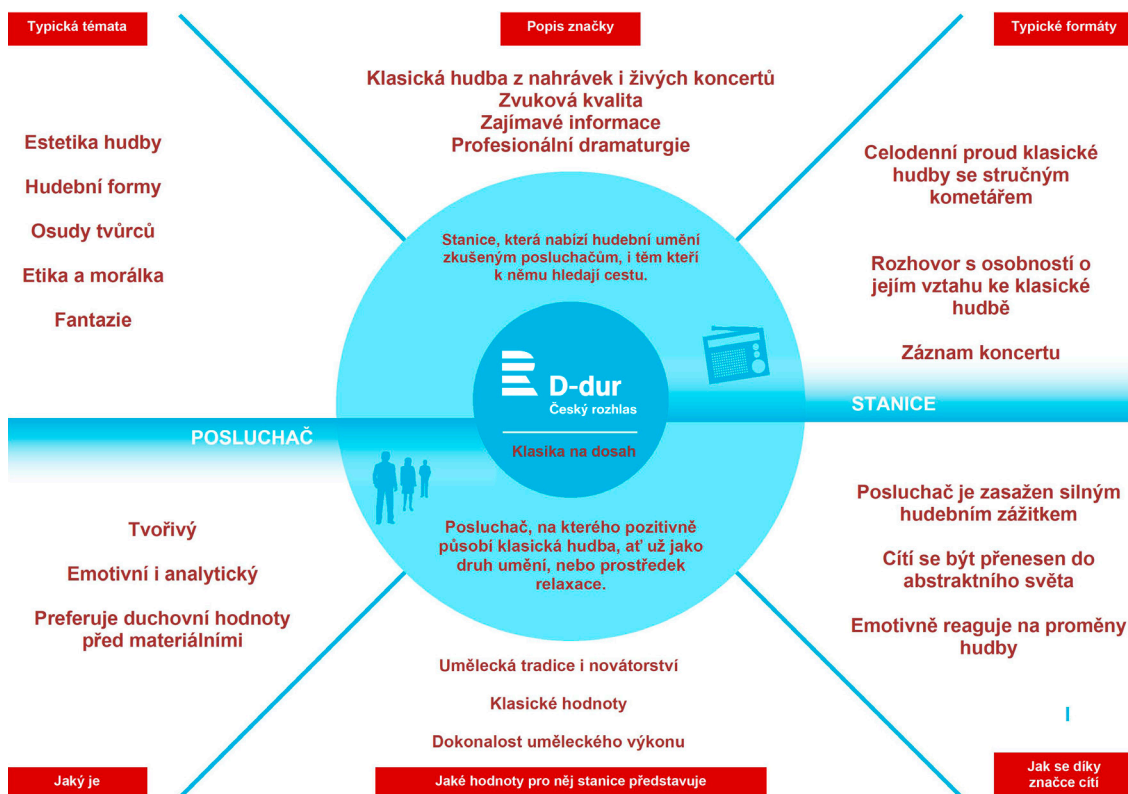 Typická témata
Popis značky
Typické formáty
Klasická hudba z nahrávek i živých koncertů
Zvuková kvalita
Zajímavé informace
Profesionální dramaturgie
Estetika hudby
Hudební formy
Osudy tvůrců
Etika a morálka
Fantazie
Celodenní proud klasické
hudby se stručným
kometářem
Rozhovor s osobností o
jejím vztahu ke klasické
hudbě
Záznam koncertu
Stanice, která nabízí hudební umění
zkušeným posluchačům, i těm kteří
k němu hledají cestu.
D-dur
Český rozhlas
Klasika na dosah
STANICE
POSLUCHAČ
Posluchač, na kterého pozitivně
působí klasická hudba, ať už jako
druh umění, nebo prostředek
relaxace.
Tvořivý
Emotivní i analytický
Preferuje duchovní hodnoty
před materiálními
Posluchač je zasažen silným
hudebním zážitkem
Cítí se být přenesen do
abstraktního světa
Emotivně reaguje na proměny
hudby
Umělecká tradice i novátorství
Klasické hodnoty
Dokonalost uměleckého výkonu
Jaký je
Jaké hodnoty pro něj stanice představuje
Jak se díky
značce cítí